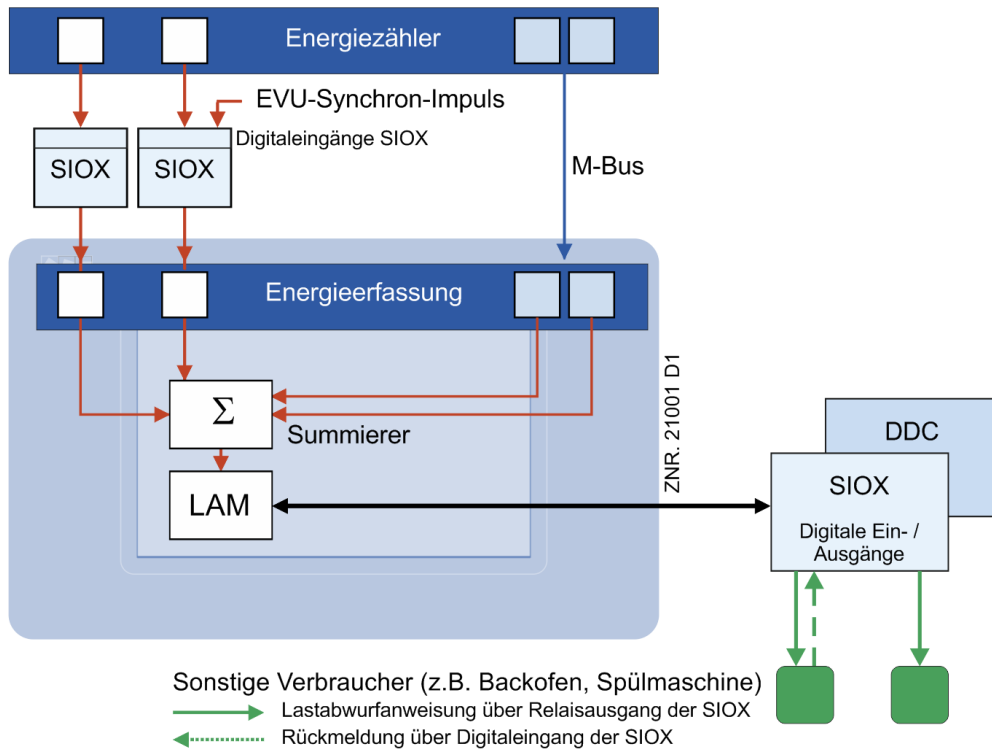 Energiezähler
EVU-Synchron-Impuls
Digitaleingänge SIOX
SIOX
SIOX
M-Bus
Energieerfassung
Σ
Summierer
LAM
ZNR. 21001 D1
DDC
SIOX
Digitale Ein- /
Ausgänge
Sonstige Verbraucher (z.B. Backofen, Spülmaschine)
Lastabwurfanweisung über Relaisausgang der SIOX
Rückmeldung über Digitaleingang der SIOX